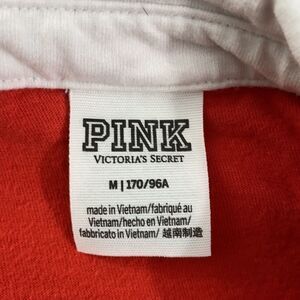 PINK
VICTORIA'S SECRET
M | 170/96A
made in Vietnam/fabriqué au
Vietnam/hecho en Vietnam/
fabbricato in Vietnam/ 越南制造